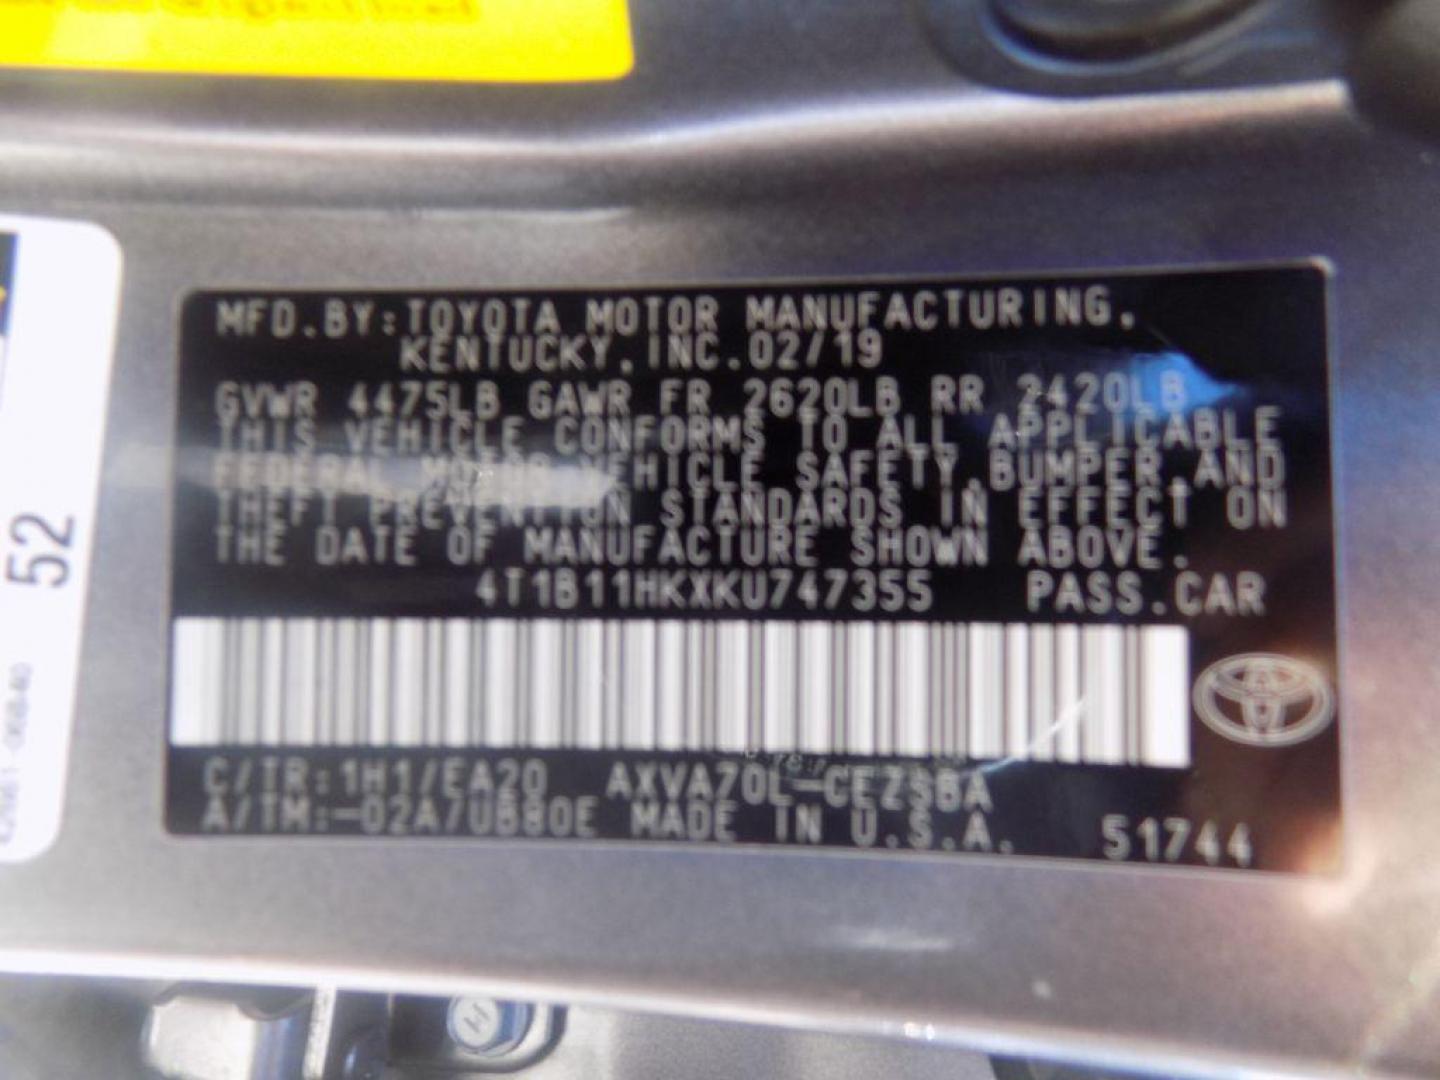 MFD.BY:TOYOTA MOTOR MANUFACTURING,
KENTUCKY,INC.02/19
GVWR 4475LB GAWR FR 2620LB RR 2420LB
THIS VEHICLE CONFORMS TO ALL APPLICABLE
FEDERAL MOTOR VEHICLE SAFETY,BUMPER,AND
THEFT PREVENTION STANDARDS IN EFFECT ON
THE DATE OF MANUFACTURE SHOWN ABOVE.
4T1B11HKXKU747355 PASS.CAR
C/TR:1H1/EA20 AXVA70L-CEZSBA
A/TM:-02A/UB80E MADE IN U.S.A. 51744
52